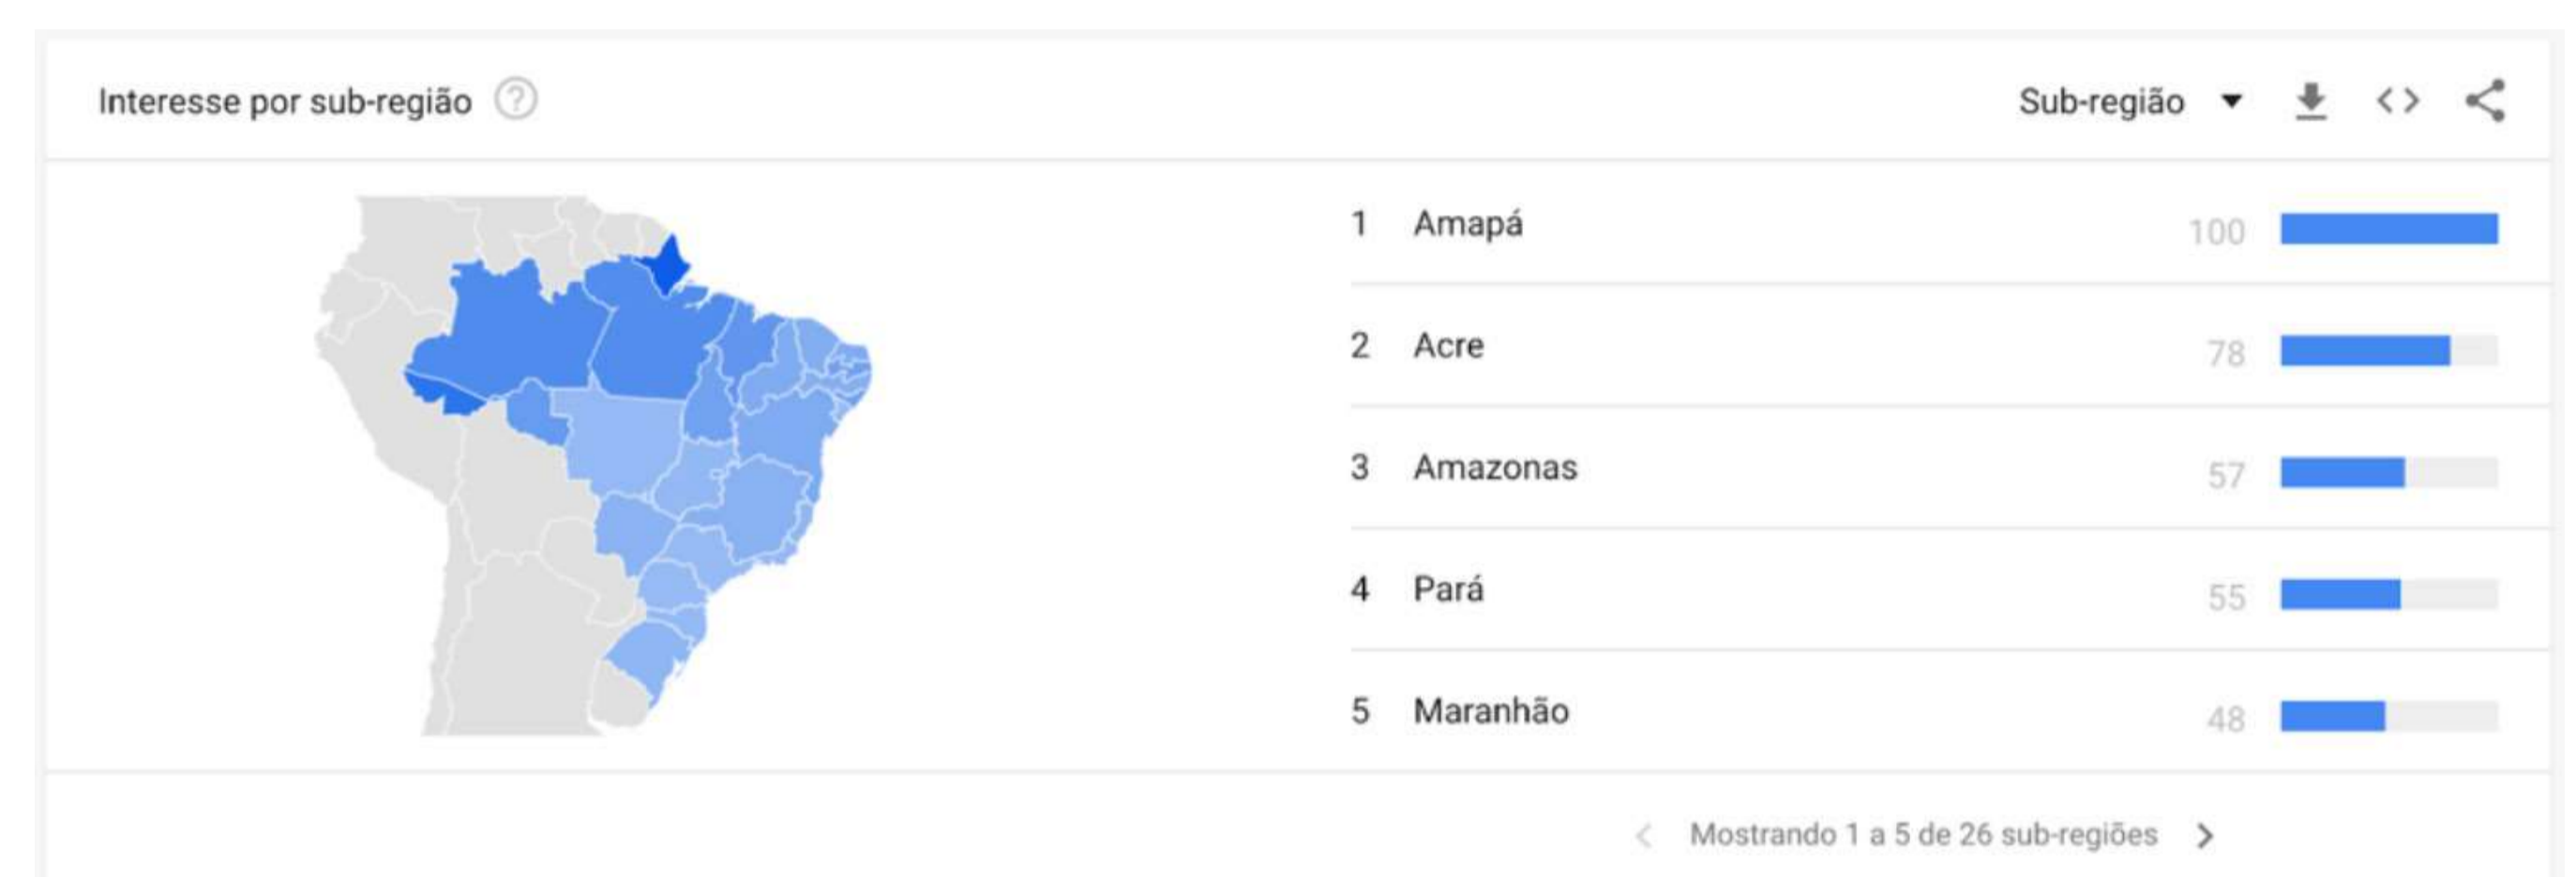 Interesse por sub-região ?
Sub-região
1 Amapá 100
2 Acre 78
3 Amazonas 57
4 Pará 55
5 Maranhão 48
Mostrando 1 a 5 de 26 sub-regiões